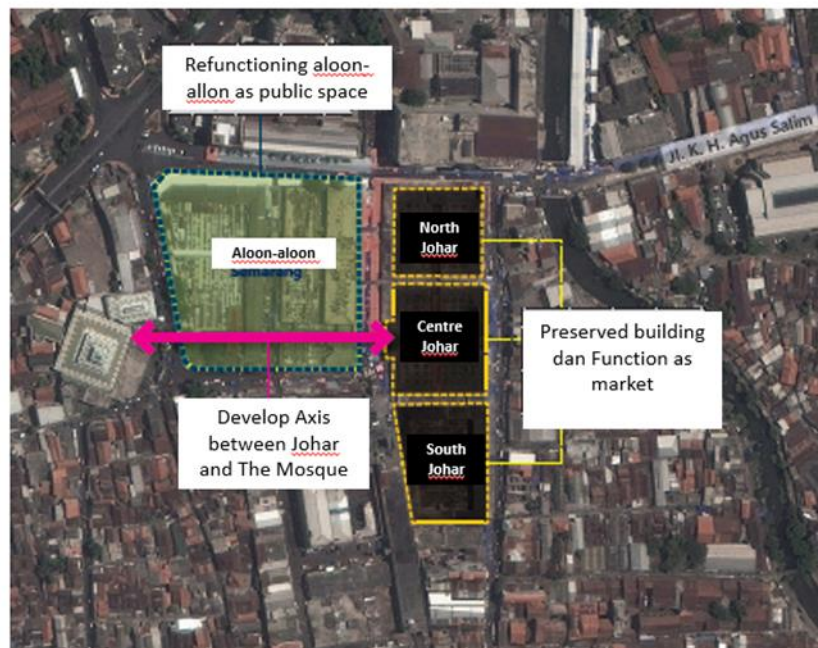 Refunctioning aloon-
allon as public space
Jl. K. H. Agus Salim
Aloon-aloon
Semarang
North
Johar
Centre
Johar
Preserved building
dan Function as
market
Develop Axis
between Johar
and The Mosque
South
Johar